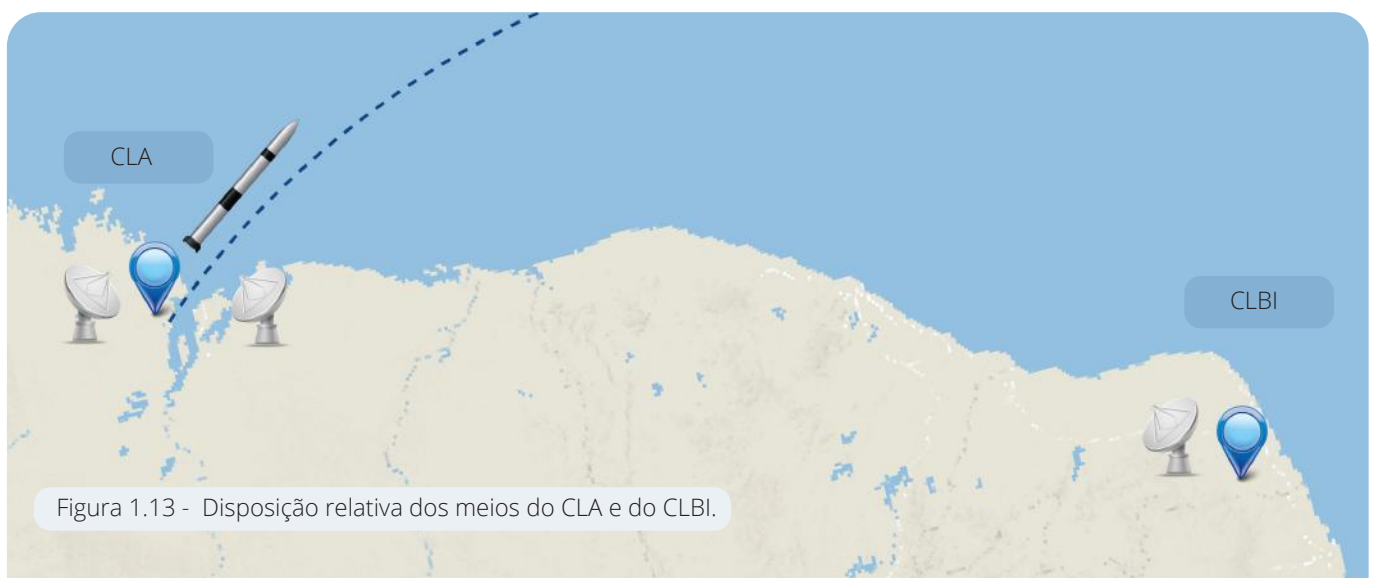 CLA
CLBI
Figura 1.13 - Disposição relativa dos meios do CLA e do CLBI.